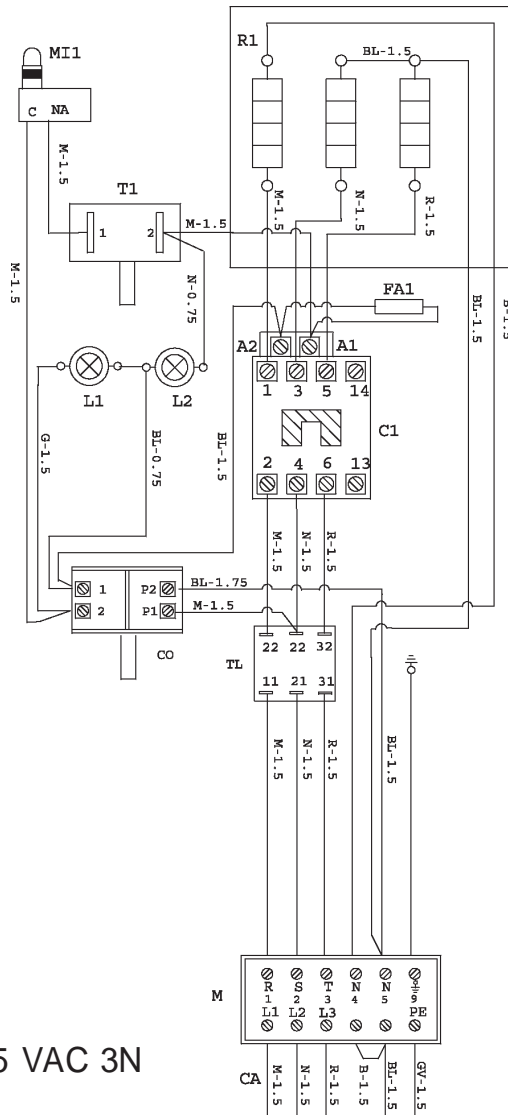 R1
BL-1.5
MI1
C NA
M-1.5
T1
1
2
M-1.5
M-1.5
N-0.75
M-1.5
N-1.5
R-1.5
BL-1.5
B-1.5
FA1
A2
A1
1 3 5 14
C1
2 4 6 13
L1
L2
G-1.5
BL-0.75
BL-1.5
M-1.5
N-1.5
R-1.5
1
2
P2
P1
BL-1.75
M-1.5
CO
TL
22 22 32
11 21 31
M-1.5
N-1.5
R-1.5
BL-1.5
M
R S T N N
1 2 3 4 5 9
L1 L2 L3 PE
5 VAC 3N
CA
M-1.5
N-1.5
R-1.5
B-1.5
BL-1.5
GV-1.5